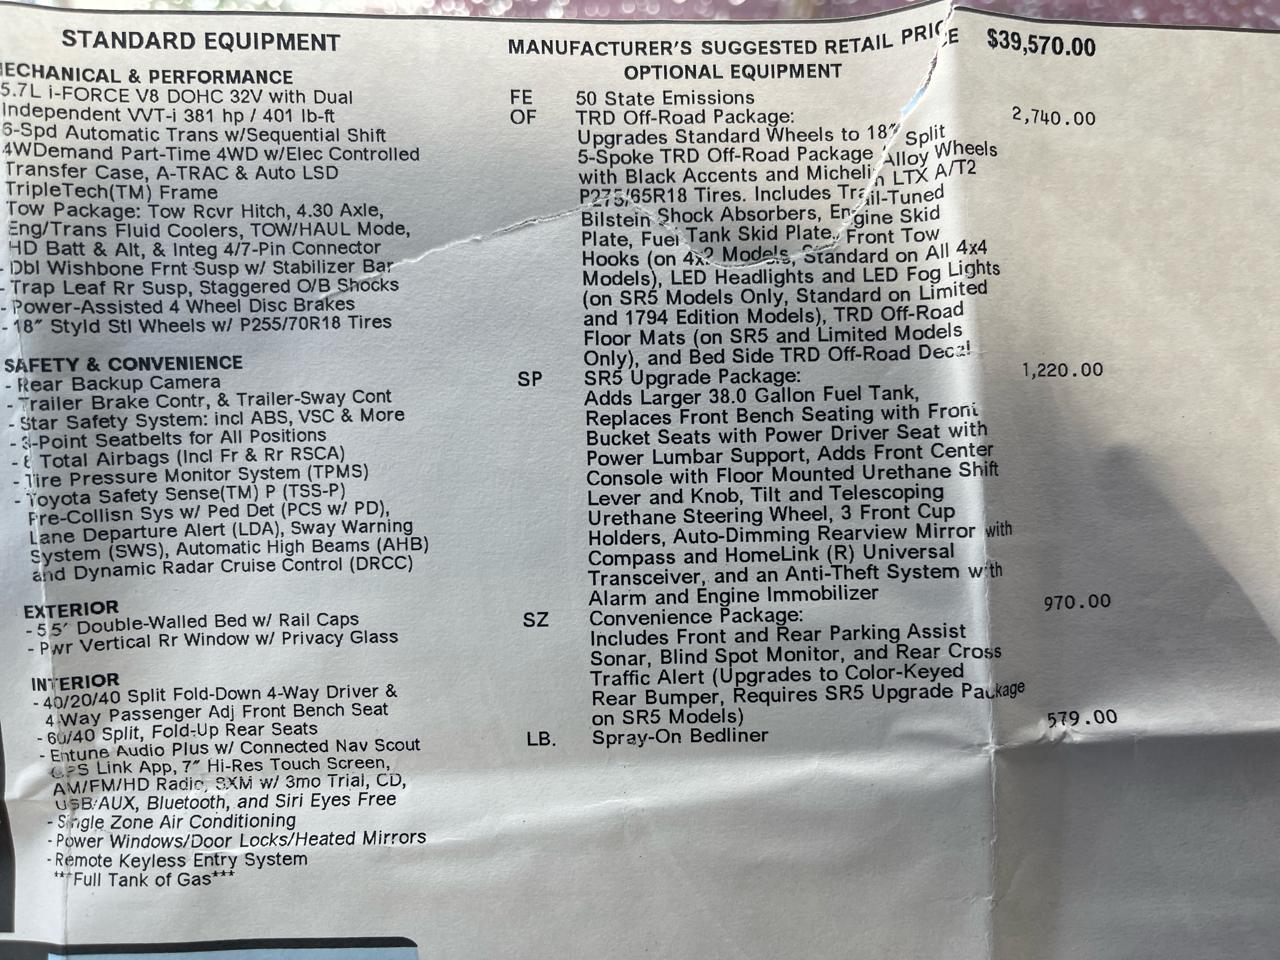 STANDARD EQUIPMENT
MECHANICAL & PERFORMANCE
5.7L i-FORCE V8 DOHC 32V with Dual
Independent VVT-i 381 hp / 401 lb-ft
6-Spd Automatic Trans w/Sequential Shift
4WDemand Part-Time 4WD w/Elec Controlled
Transfer Case, A-TRAC & Auto LSD
TripleTech(TM) Frame
Tow Package: Tow Rcvr Hitch, 4.30 Axle,
Eng/Trans Fluid Coolers, TOW/HAUL Mode,
HD Batt & Alt, & Integ 4/7-Pin Connector
- Dbl Wishbone Frnt Susp w/ Stabilizer Bar
- Trap Leaf Rr Susp, Staggered O/B Shocks
- Power-Assisted 4 Wheel Disc Brakes
- 18" Styld Stl Wheels w/ P255/70R18 Tires
SAFETY & CONVENIENCE
- Rear Backup Camera
- Trailer Brake Contr, & Trailer-Sway Cont
- Star Safety System: incl ABS, VSC & More
- 3-Point Seatbelts for All Positions
- 8 Total Airbags (Incl Fr & Rr RSCA)
- Tire Pressure Monitor System (TPMS)
- Toyota Safety Sense(TM) P (TSS-P)
Pre-Collisn Sys w/ Ped Det (PCS w/ PD),
Lane Departure Alert (LDA), Sway Warning
System (SWS), Automatic High Beams (AHB)
and Dynamic Radar Cruise Control (DRCC)
EXTERIOR
- 5.5' Double-Walled Bed w/ Rail Caps
- Pwr Vertical Rr Window w/ Privacy Glass
INTERIOR
- 40/20/40 Split Fold-Down 4-Way Driver &
4 Way Passenger Adj Front Bench Seat
- 60/40 Split, Fold-Up Rear Seats
- Entune Audio Plus w/ Connected Nav Scout
GPS Link App, 7" Hi-Res Touch Screen,
AM/FM/HD Radio, SXM w/ 3mo Trial, CD,
USB/AUX, Bluetooth, and Siri Eyes Free
- Single Zone Air Conditioning
- Power Windows/Door Locks/Heated Mirrors
- Remote Keyless Entry System
***Full Tank of Gas***
MANUFACTURER'S SUGGESTED RETAIL PRICE $39,570.00
OPTIONAL EQUIPMENT
FE 50 State Emissions
OF TRD Off-Road Package: 2,740.00
Upgrades Standard Wheels to 18" Split
5-Spoke TRD Off-Road Package Alloy Wheels
with Black Accents and Michelin LTX A/T2
P275/65R18 Tires. Includes Trail-Tuned
Bilstein Shock Absorbers, Engine Skid
Plate, Fuel Tank Skid Plate, Front Tow
Hooks (on 4x2 Models, Standard on All 4x4
Models), LED Headlights and LED Fog Lights
(on SR5 Models Only, Standard on Limited
and 1794 Edition Models), TRD Off-Road
Floor Mats (on SR5 and Limited Models
Only), and Bed Side TRD Off-Road Decal
SP SR5 Upgrade Package: 1,220.00
Adds Larger 38.0 Gallon Fuel Tank,
Replaces Front Bench Seating with Front
Bucket Seats with Power Driver Seat with
Power Lumbar Support, Adds Front Center
Console with Floor Mounted Urethane Shift
Lever and Knob, Tilt and Telescoping
Urethane Steering Wheel, 3 Front Cup
Holders, Auto-Dimming Rearview Mirror with
Compass and HomeLink (R) Universal
Transceiver, and an Anti-Theft System with
Alarm and Engine Immobilizer
SZ Convenience Package: 970.00
Includes Front and Rear Parking Assist
Sonar, Blind Spot Monitor, and Rear Cross
Traffic Alert (Upgrades to Color-Keyed
Rear Bumper, Requires SR5 Upgrade Package
on SR5 Models)
LB. Spray-On Bedliner 579.00